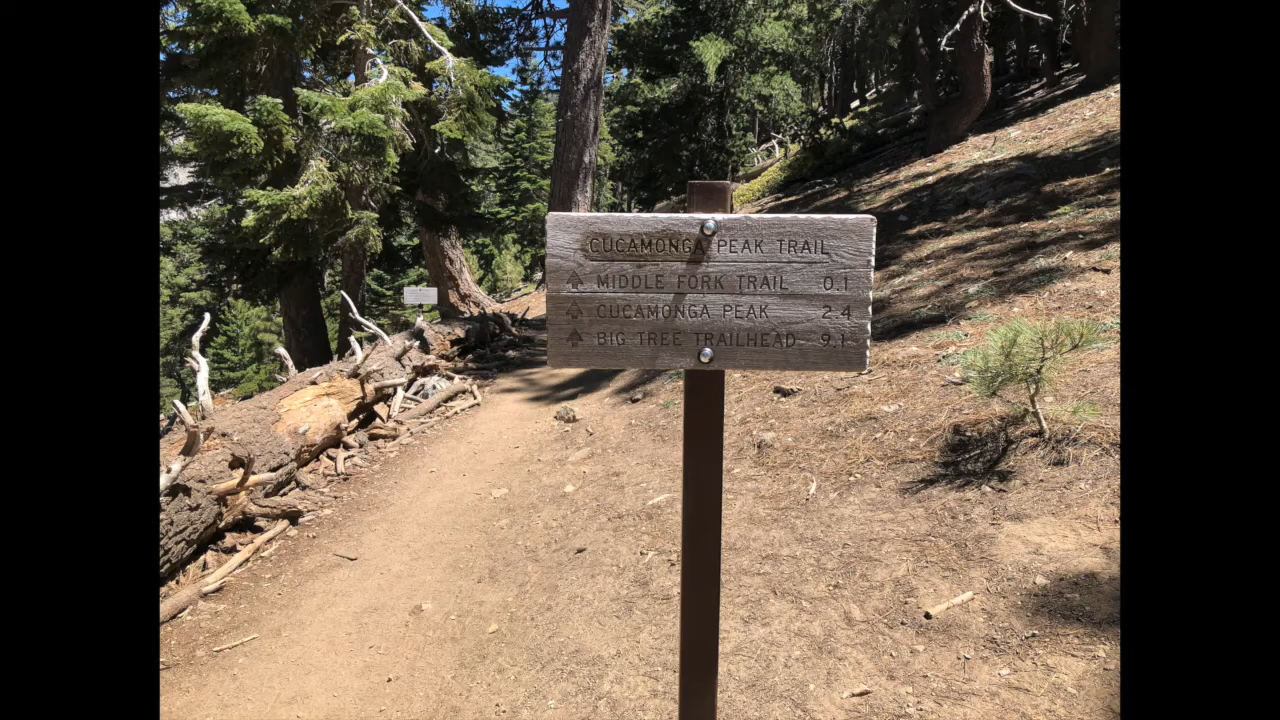 CUCAMONGA PEAK TRAIL
MIDDLE FORK TRAIL 0.1
CUCAMONGA PEAK 2.4
BIG TREE TRAILHEAD 9.1